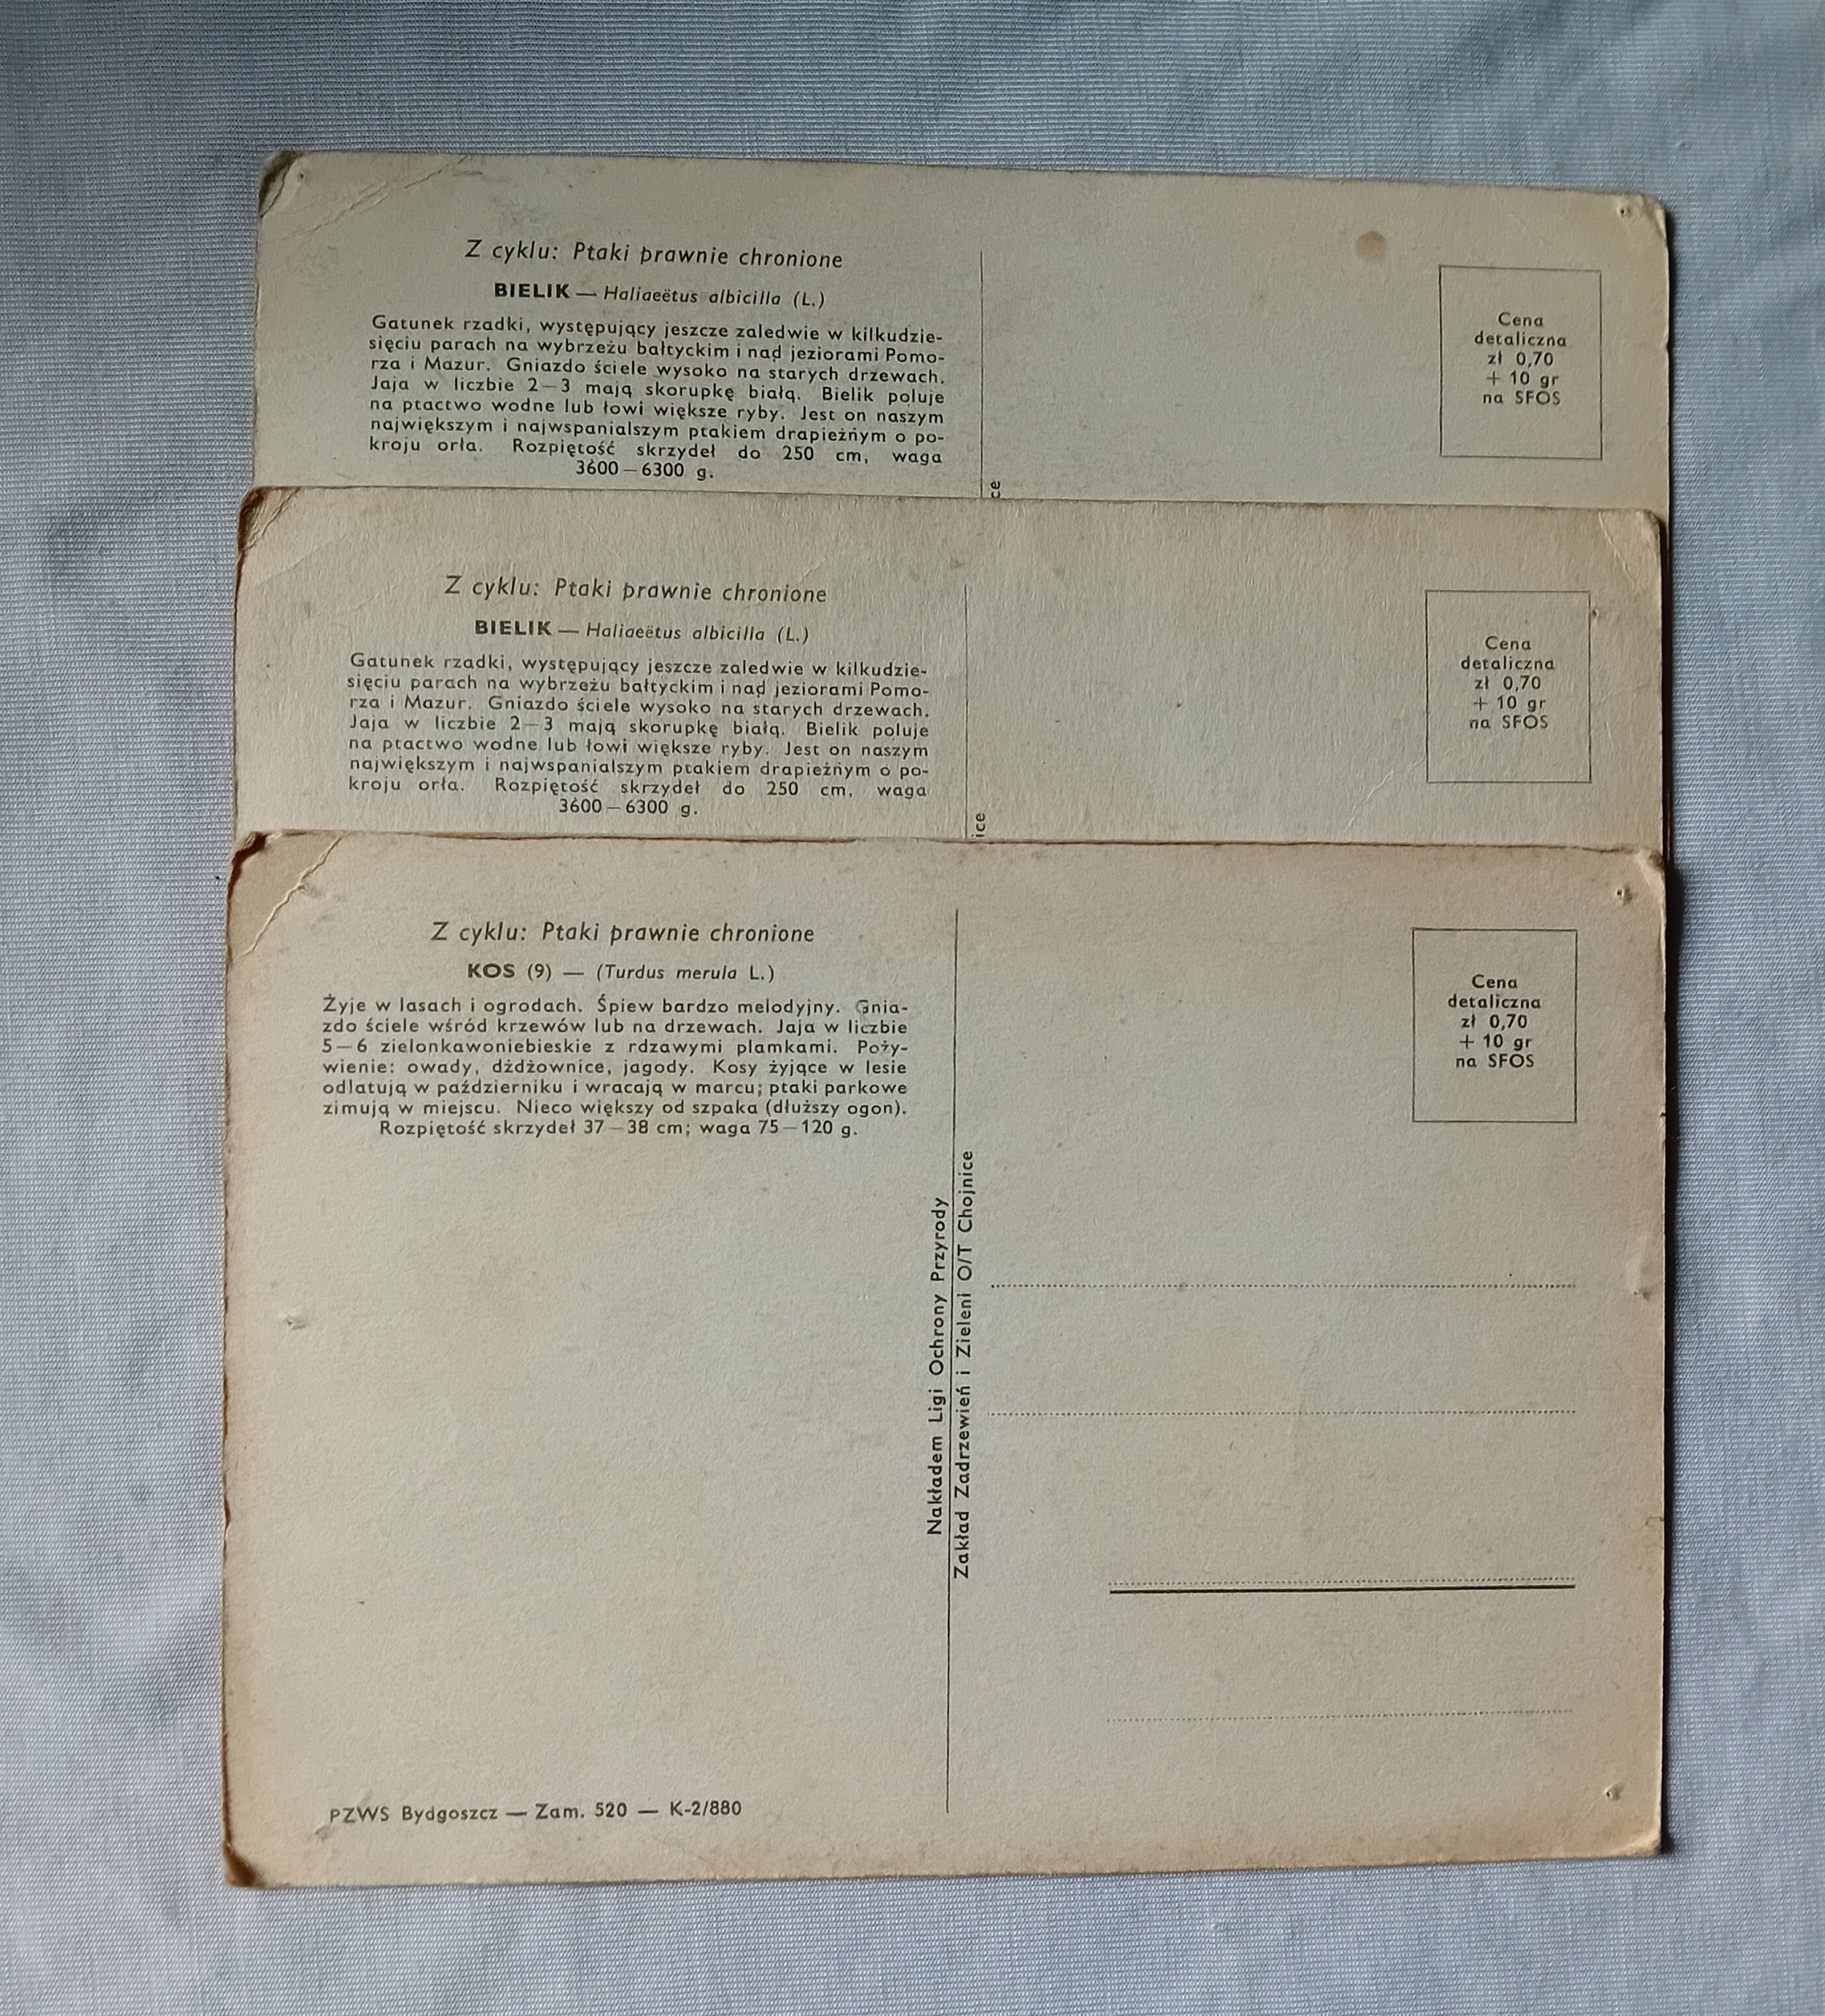 Z cyklu: Ptaki prawnie chronione
BIELIK — Haliaeëtus albicilla (L.)
Gatunek rzadki, występujący jeszcze zaledwie w kilkudzie-
sięciu parach na wybrzeżu bałtyckim i nad jeziorami Pomo-
rza i Mazur. Gniazdo ściele wysoko na starych drzewach.
Jaja w liczbie 2—3 mają skorupkę białą. Bielik poluje
na ptactwo wodne lub łowi większe ryby. Jest on naszym
największym i najwspanialszym ptakiem drapieżnym o po-
kroju orła. Rozpiętość skrzydeł do 250 cm, waga
3600—6300 g.
ce
Cena
detaliczna
zł 0,70
+ 10 gr
na SFOS
Z cyklu: Ptaki prawnie chronione
BIELIK — Haliaeëtus albicilla (L.)
Gatunek rzadki, występujący jeszcze zaledwie w kilkudzie-
sięciu parach na wybrzeżu bałtyckim i nad jeziorami Pomo-
rza i Mazur. Gniazdo ściele wysoko na starych drzewach.
Jaja w liczbie 2—3 mają skorupkę białą. Bielik poluje
na ptactwo wodne lub łowi większe ryby. Jest on naszym
największym i najwspanialszym ptakiem drapieżnym o po-
kroju orła. Rozpiętość skrzydeł do 250 cm, waga
3600—6300 g.
ice
Cena
detaliczna
zł 0,70
+ 10 gr
na SFOS
Z cyklu: Ptaki prawnie chronione
KOS (9) — (Turdus merula L.)
Żyje w lasach i ogrodach. Śpiew bardzo melodyjny. Gnia-
zdo ściele wśród krzewów lub na drzewach. Jaja w liczbie
5—6 zielonkawoniebieskie z rdzawymi plamkami. Poży-
wienie: owady, dżdżownice, jagody. Kosy żyjące w lesie
odlatują w październiku i wracają w marcu; ptaki parkowe
zimują w miejscu. Nieco większy od szpaka (dłuższy ogon).
Rozpiętość skrzydeł 37—38 cm; waga 75—120 g.
Nakładem Ligi Ochrony Przyrody
Zakład Zadrzewień i Zieleni O/T Chojnice
Cena
detaliczna
zł 0,70
+ 10 gr
na SFOS
PZWS Bydgoszcz — Zam. 520 — K-2/880